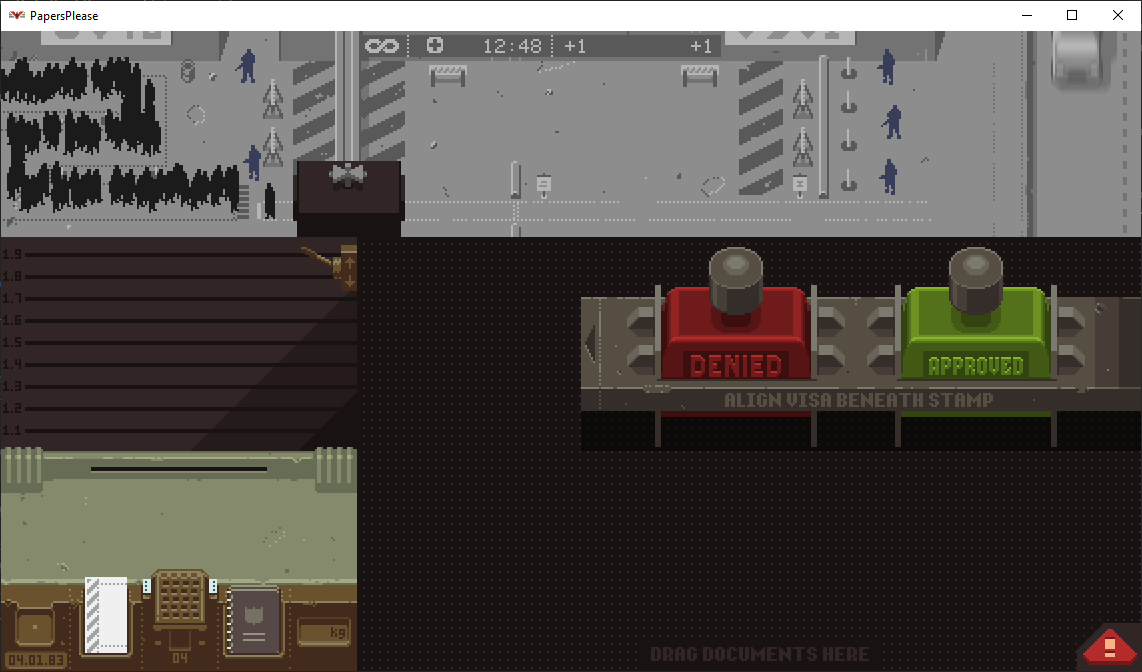 PapersPlease
12:48 +1 +1
1.9
1.8
1.7
1.6
1.5
1.4
1.3
1.2
1.1
DENIED
APPROVED
ALIGN VISA BENEATH STAMP
kg
04.01.83
04
DRAG DOCUMENTS HERE